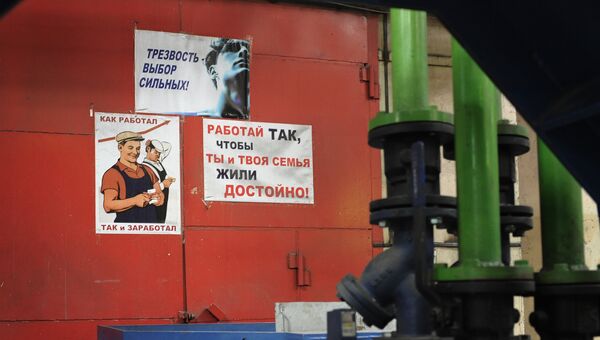 ТРЕЗВОСТЬ
ВЫБОР
СИЛЬНЫХ!
КАК РАБОТАЛ
ТАК и ЗАРАБОТАЛ
РАБОТАЙ ТАК,
ЧТОБЫ
ТЫ и ТВОЯ СЕМЬЯ
ЖИЛИ
ДОСТОЙНО!